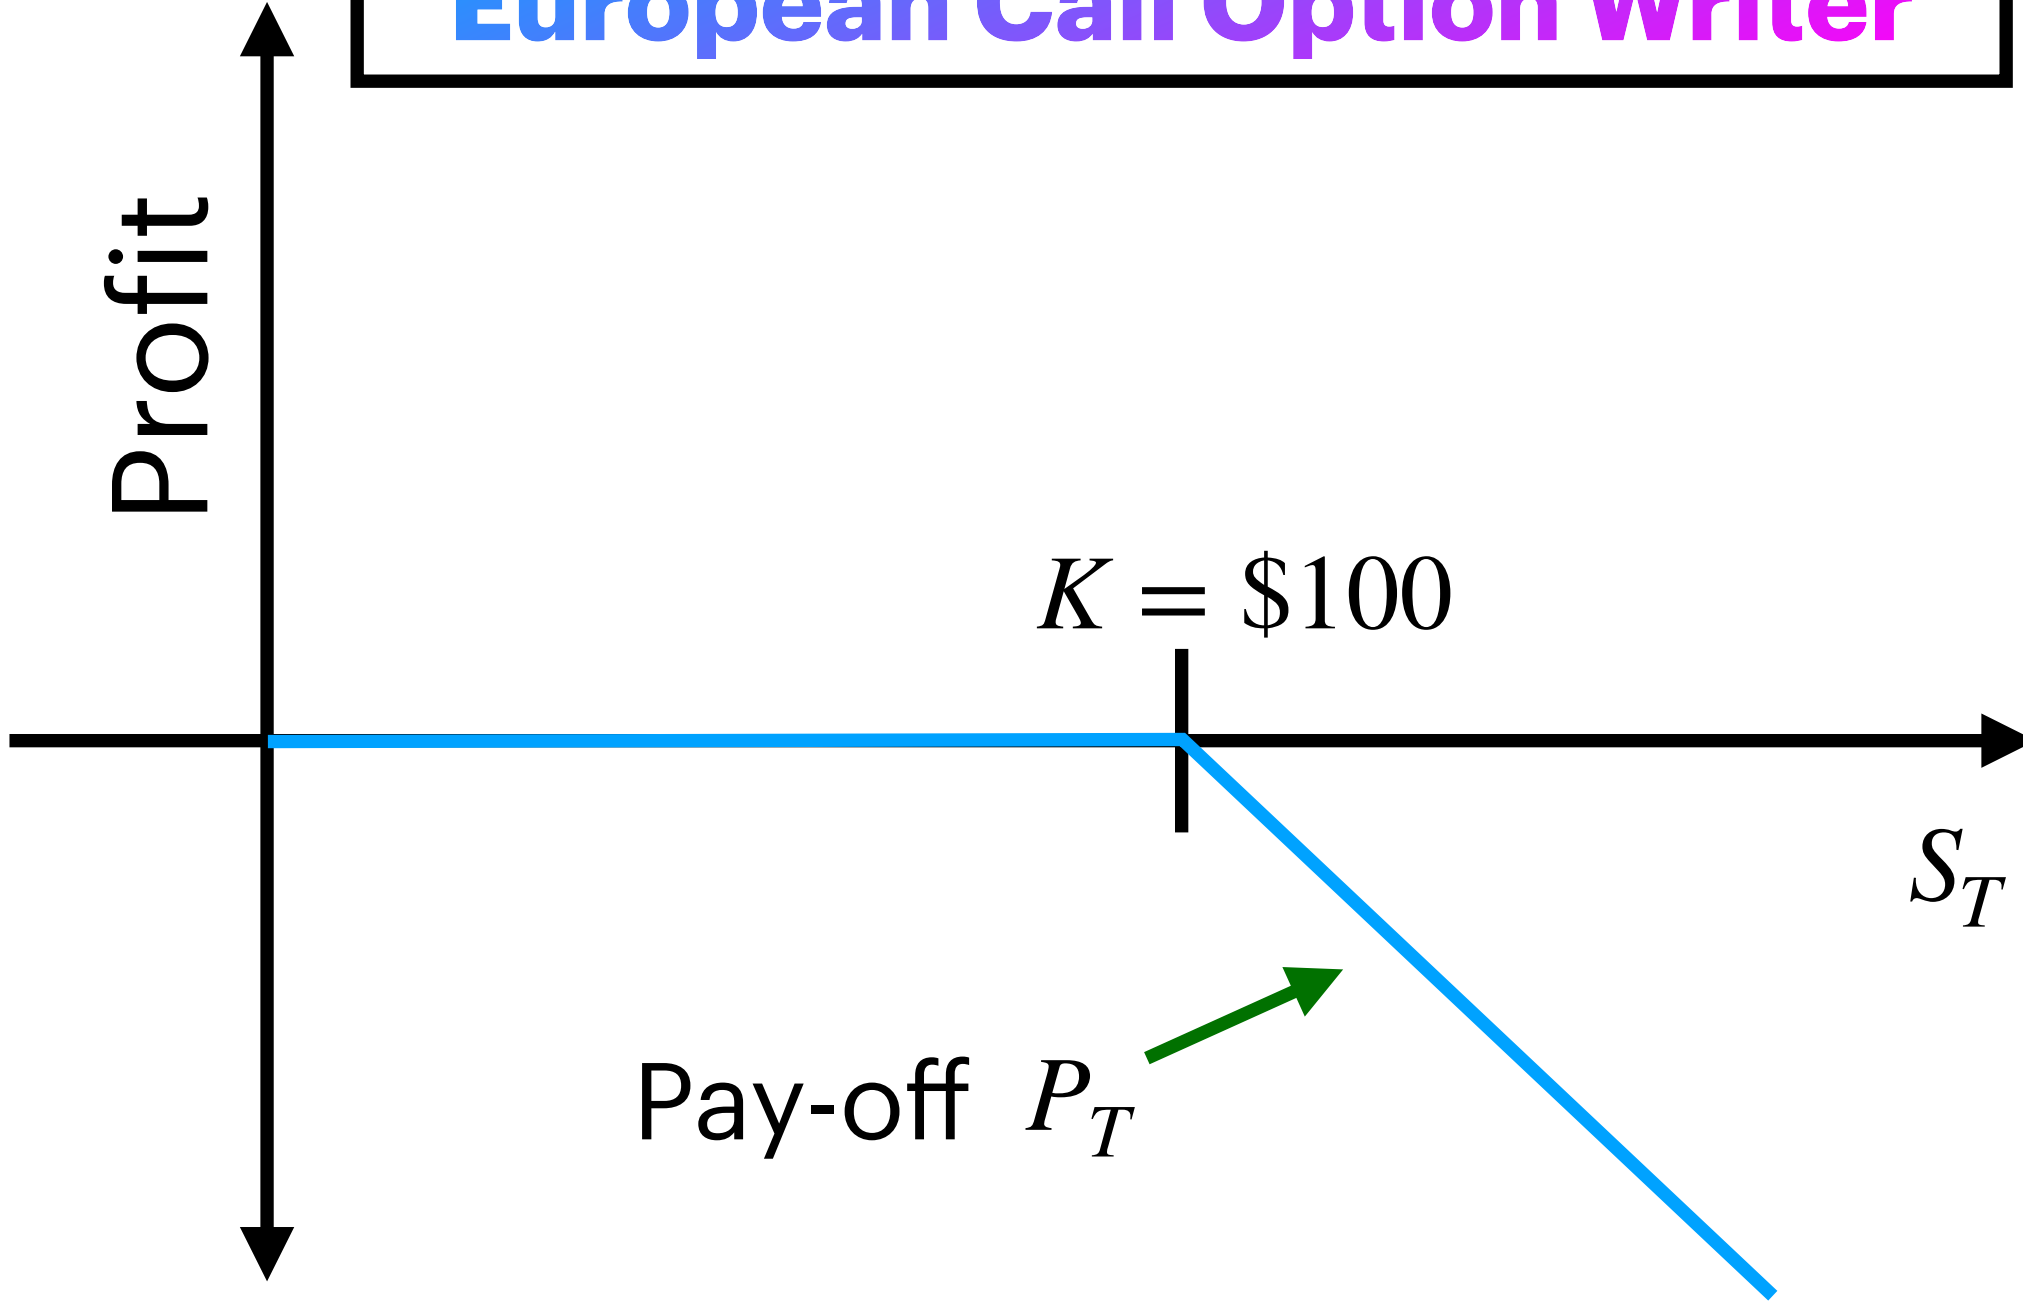 European Call Option Writer
Profit
K = $100
S_T
Pay-off P_T